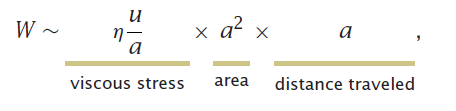 W ∼ η u/a × a² × a ,
viscous stress area distance traveled